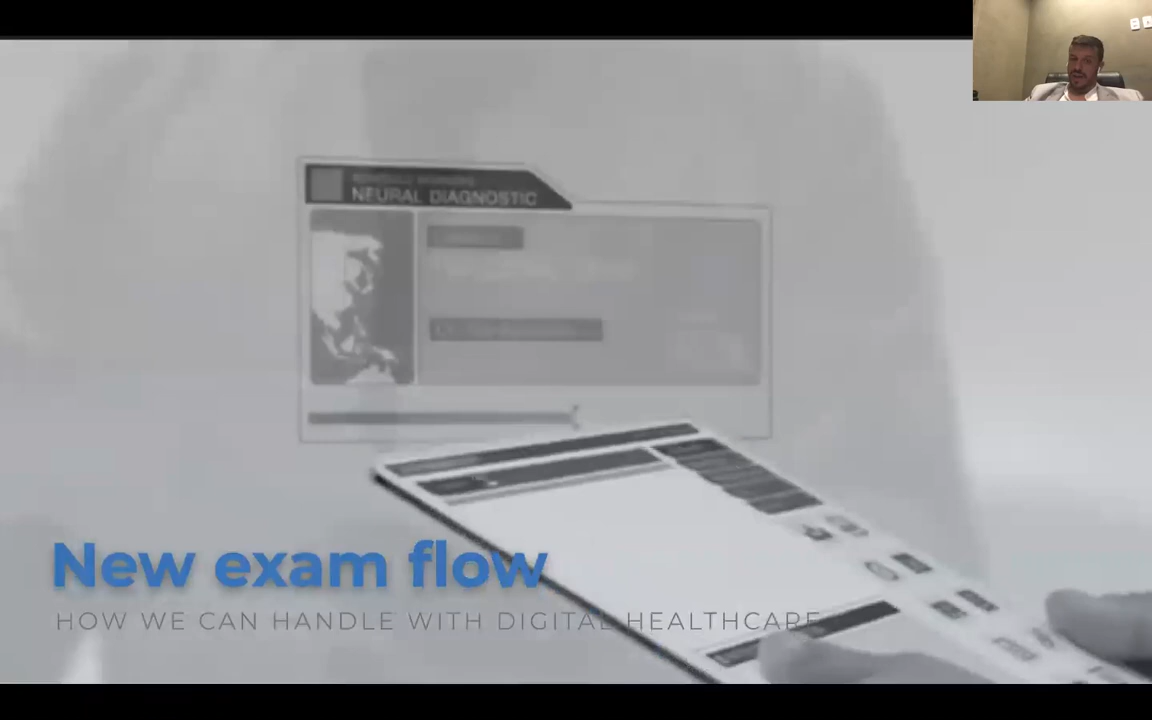 NEURAL DIAGNOSTIC
New exam flow
HOW WE CAN HANDLE WITH DIGITAL HEALTHCARE